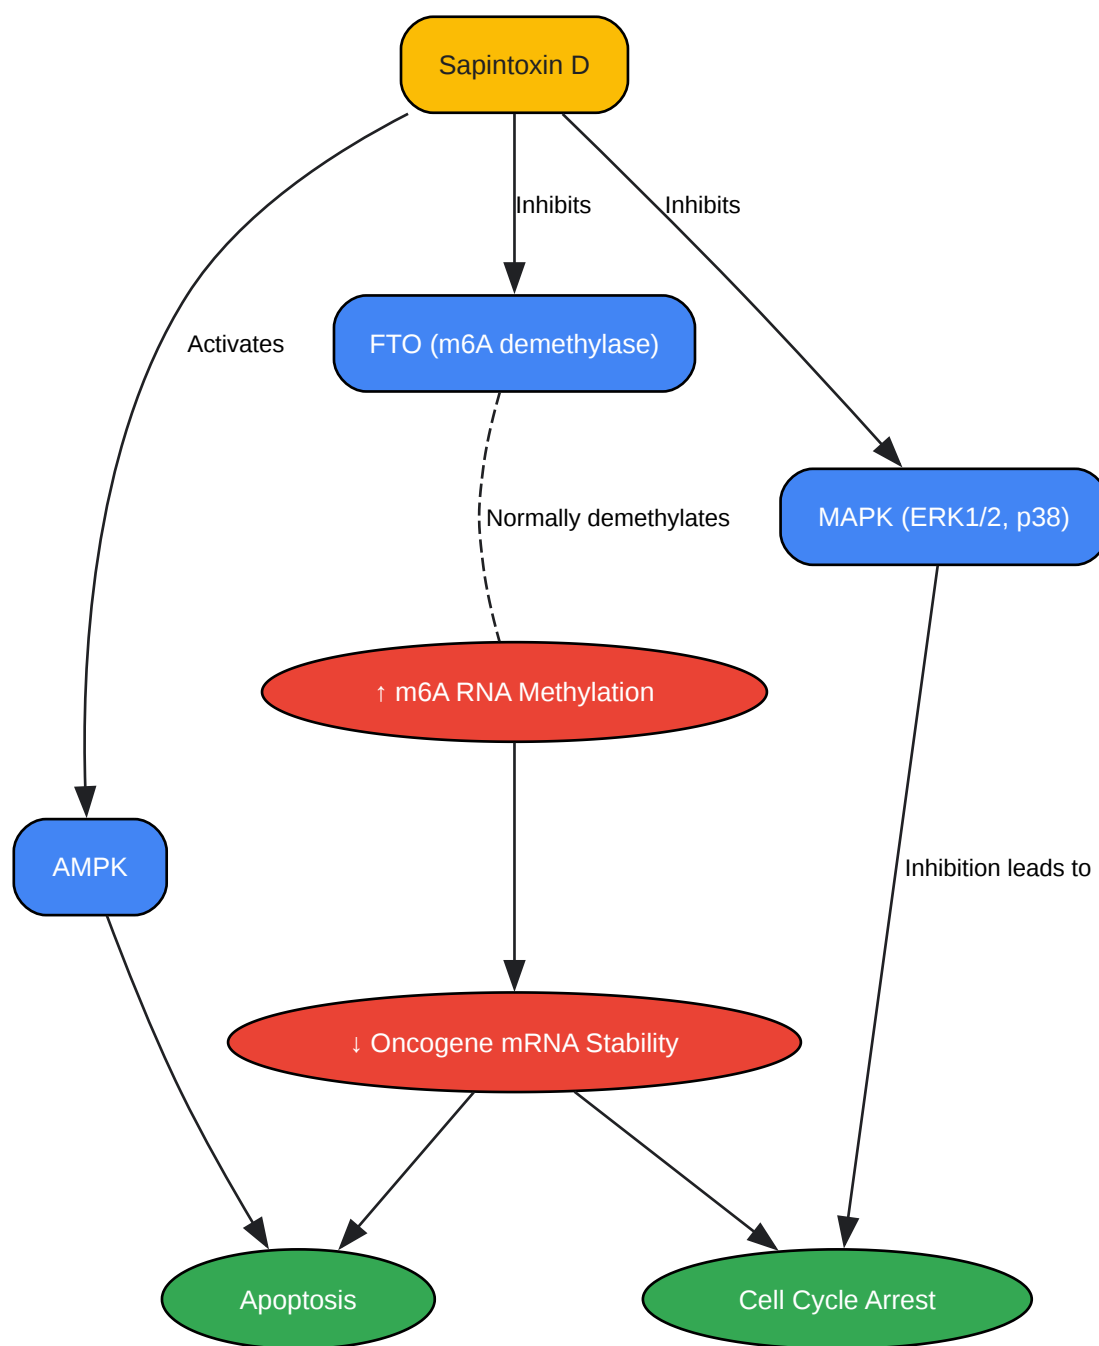 Sapintoxin D
Inhibits
Inhibits
Activates
FTO (m6A demethylase)
Normally demethylates
MAPK (ERK1/2, p38)
↑ m6A RNA Methylation
AMPK
Inhibition leads to
↓ Oncogene mRNA Stability
Apoptosis
Cell Cycle Arrest